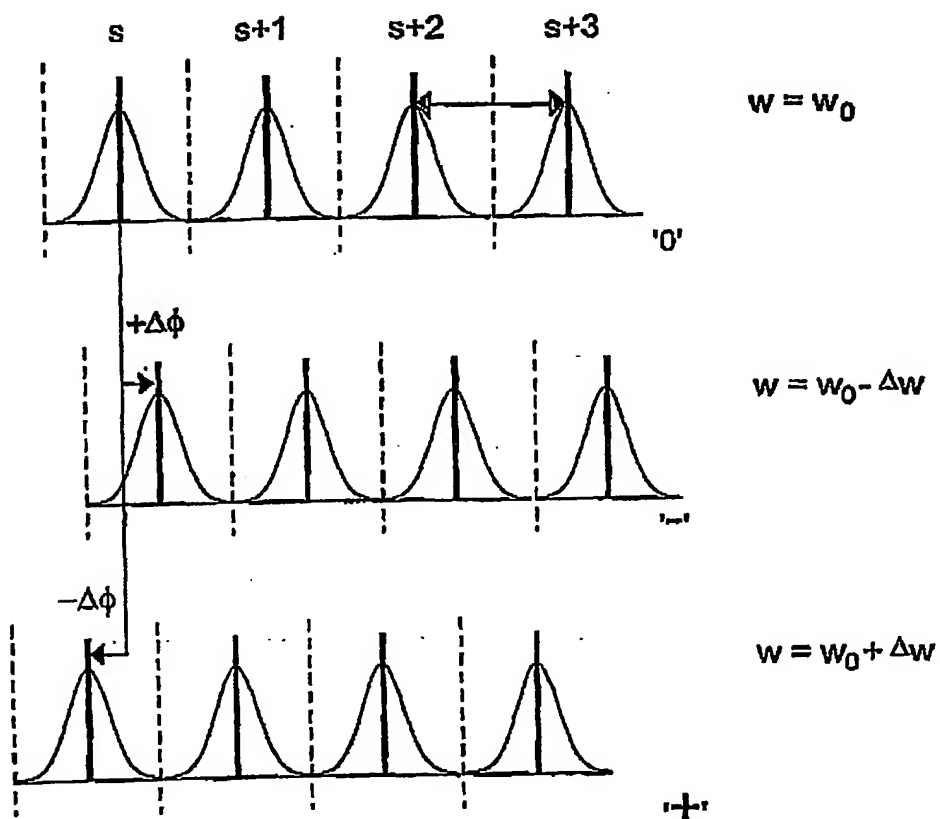 s s+1 s+2 s+3
w = w₀
'0'
+Δϕ
w = w₀ - Δw
'-'
-Δϕ
w = w₀ + Δw
'+'